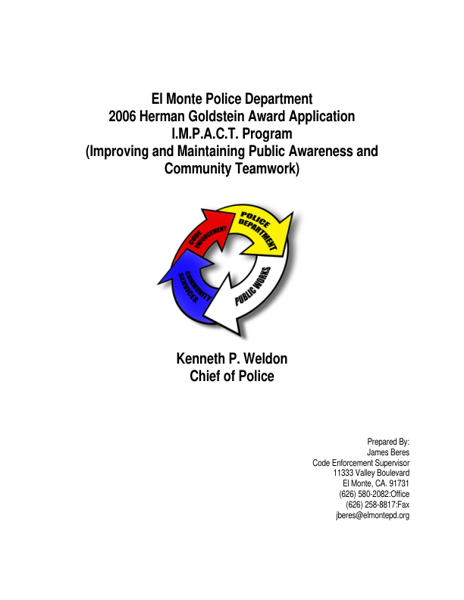 El Monte Police Department
2006 Herman Goldstein Award Application
I.M.P.A.C.T. Program
(Improving and Maintaining Public Awareness and
Community Teamwork)
CODE
ENFORCEMENT
POLICE
DEPARTMENT
COMMUNITY
SERVICES
PUBLIC WORKS
Kenneth P. Weldon
Chief of Police
Prepared By:
James Beres
Code Enforcement Supervisor
11333 Valley Boulevard
El Monte, CA. 91731
(626) 580-2082:Office
(626) 258-8817:Fax
jberes@elmontepd.org